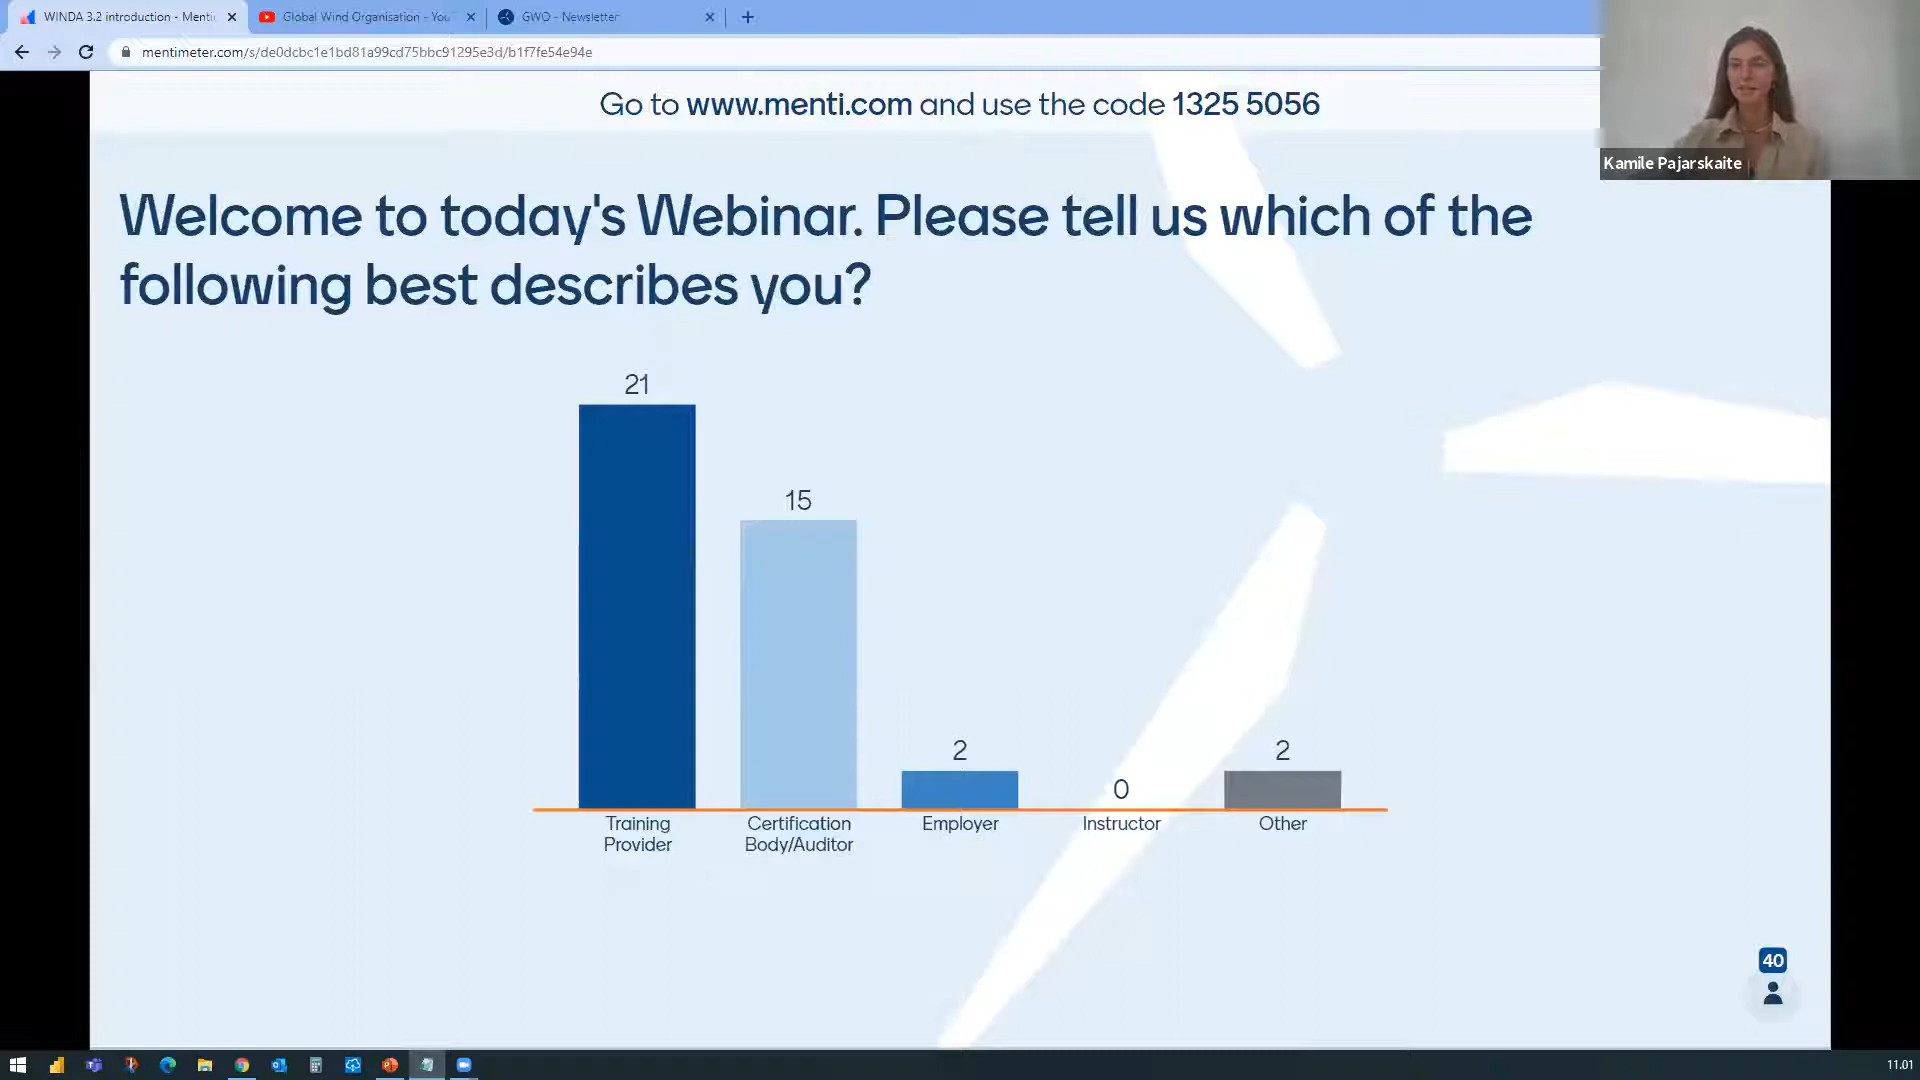 WINDA 3.2 introduction - Menti
Global Wind Organisation - You
GWO - Newsletter
mentimeter.com/s/de0dcbc1e1bd81a99cd75bbc91295e3d/b1f7fe54e94e
Go to www.menti.com and use the code 1325 5056
Kamile Pajarskaite
Welcome to today's Webinar. Please tell us which of the
following best describes you?
21
15
2
0
2
Training
Provider
Certification
Body/Auditor
Employer
Instructor
Other
40
11.01